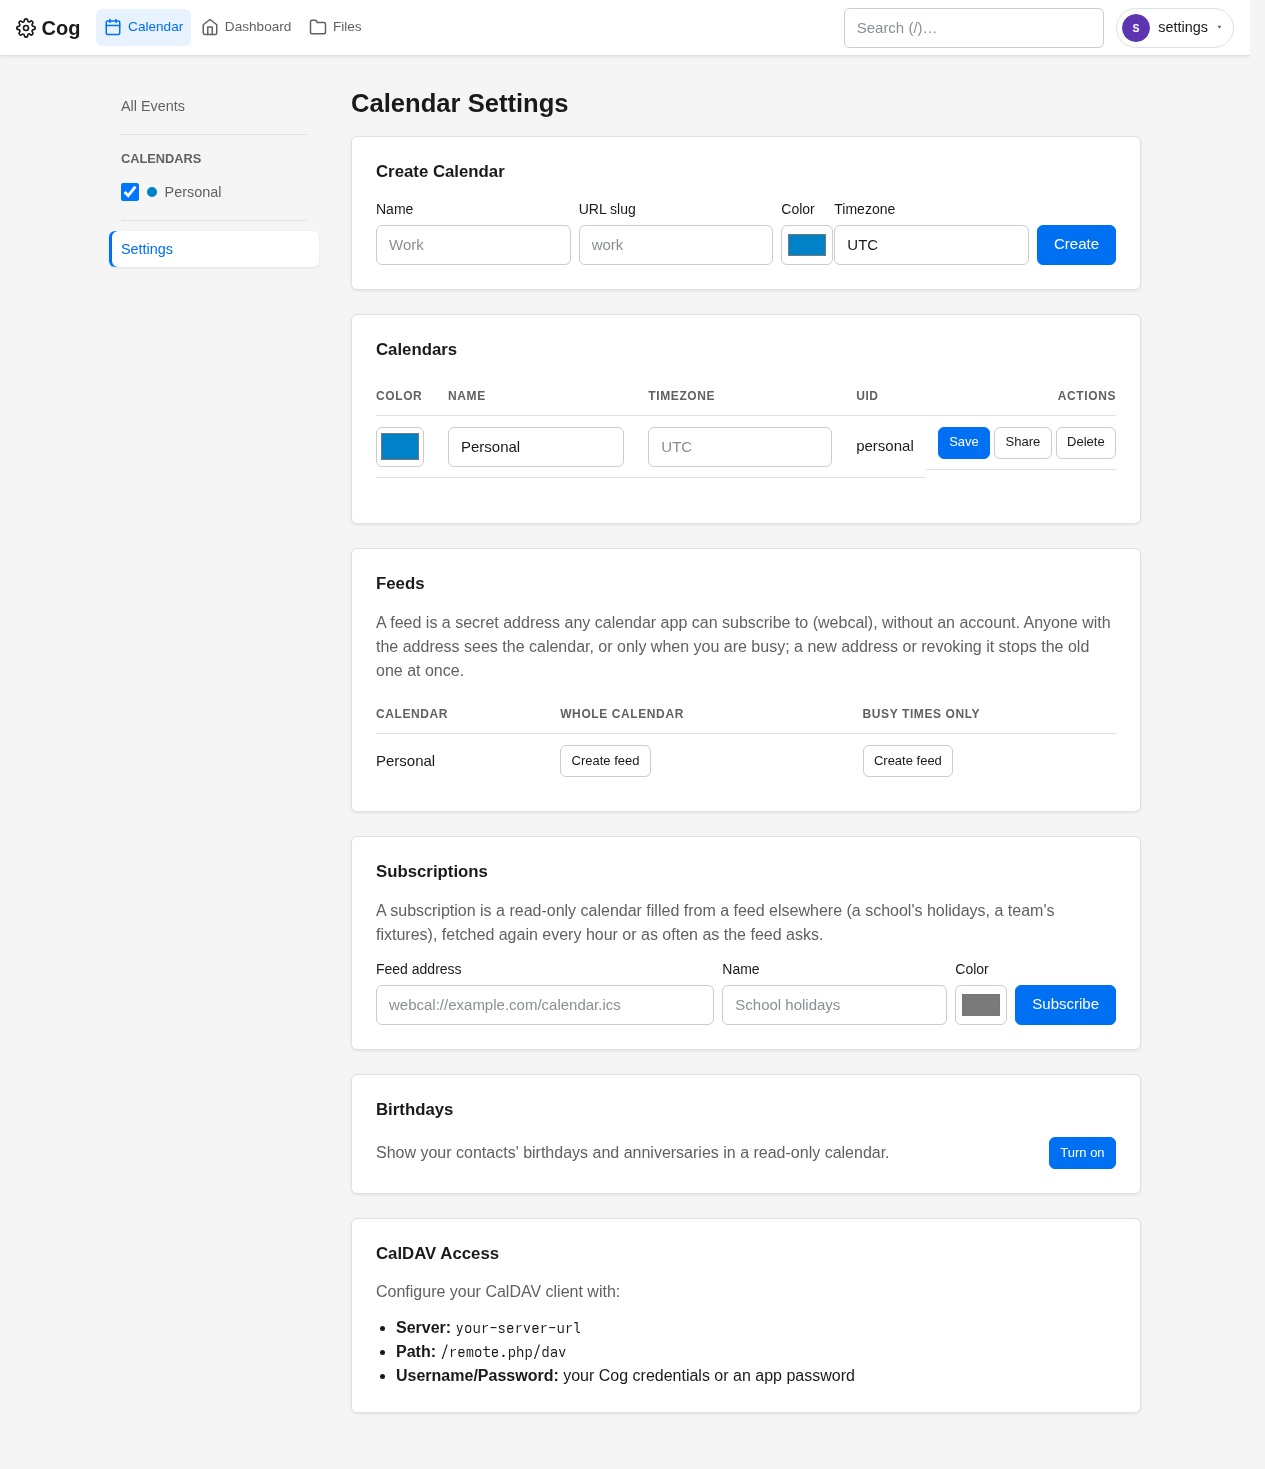 Cog Calendar Dashboard Files Search (/)… S settings
All Events
CALENDARS
Personal
Settings
Calendar Settings
Create Calendar
Name URL slug Color Timezone
Work work UTC Create
Calendars
COLOR NAME TIMEZONE UID ACTIONS
Personal UTC personal Save Share Delete
Feeds
A feed is a secret address any calendar app can subscribe to (webcal), without an account. Anyone with
the address sees the calendar, or only when you are busy; a new address or revoking it stops the old
one at once.
CALENDAR WHOLE CALENDAR BUSY TIMES ONLY
Personal Create feed Create feed
Subscriptions
A subscription is a read-only calendar filled from a feed elsewhere (a school's holidays, a team's
fixtures), fetched again every hour or as often as the feed asks.
Feed address Name Color
webcal://example.com/calendar.ics School holidays Subscribe
Birthdays
Show your contacts' birthdays and anniversaries in a read-only calendar. Turn on
CalDAV Access
Configure your CalDAV client with:
• Server: your-server-url
• Path: /remote.php/dav
• Username/Password: your Cog credentials or an app password